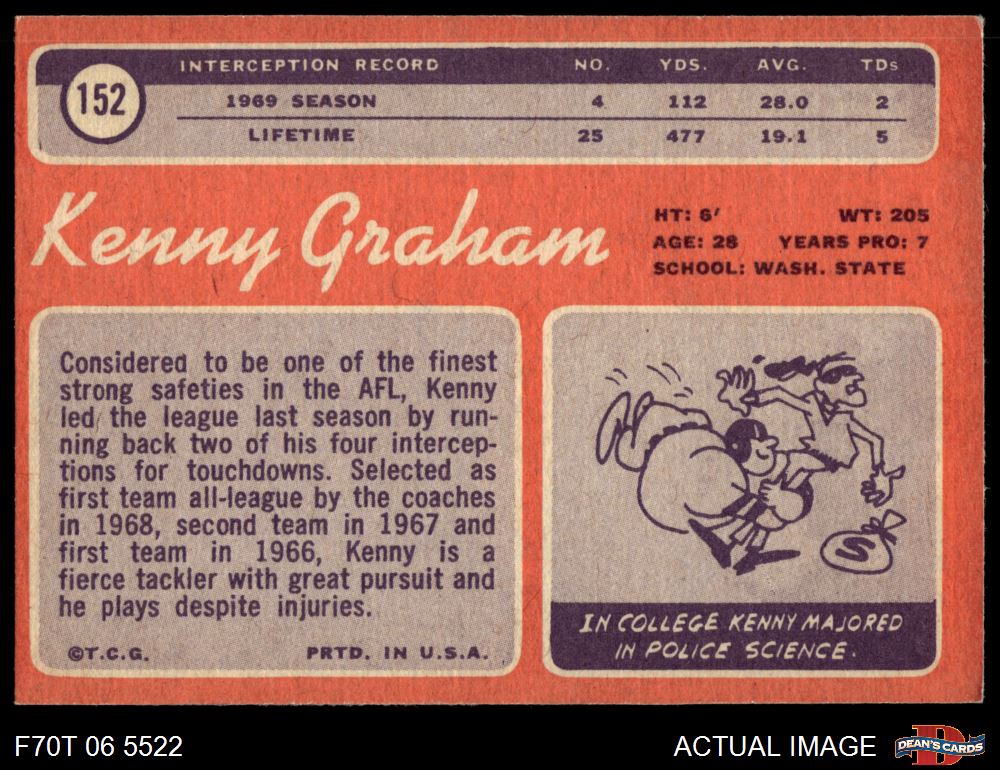 152
INTERCEPTION RECORD NO. YDS. AVG. TDs
1969 SEASON 4 112 28.0 2
LIFETIME 25 477 19.1 5
Kenny Graham
HT: 6' WT: 205
AGE: 28 YEARS PRO: 7
SCHOOL: WASH. STATE
Considered to be one of the finest
strong safeties in the AFL, Kenny
led the league last season by run-
ning back two of his four intercep-
tions for touchdowns. Selected as
first team all-league by the coaches
in 1968, second team in 1967 and
first team in 1966, Kenny is a
fierce tackler with great pursuit and
he plays despite injuries.
©T.C.G. PRTD. IN U.S.A.
S
IN COLLEGE KENNY MAJORED
IN POLICE SCIENCE.
F70T 06 5522
ACTUAL IMAGE
D
DEAN'S CARDS